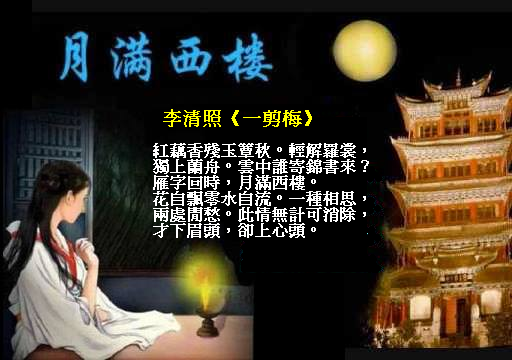 月满西楼
李清照《一剪梅》
紅藕香殘玉簟秋。輕解羅裳，
獨上蘭舟。雲中誰寄錦書來？
雁字回時，月滿西樓。
花自飄零水自流。一種相思，
兩處閒愁。此情無計可消除，
才下眉頭，卻上心頭。